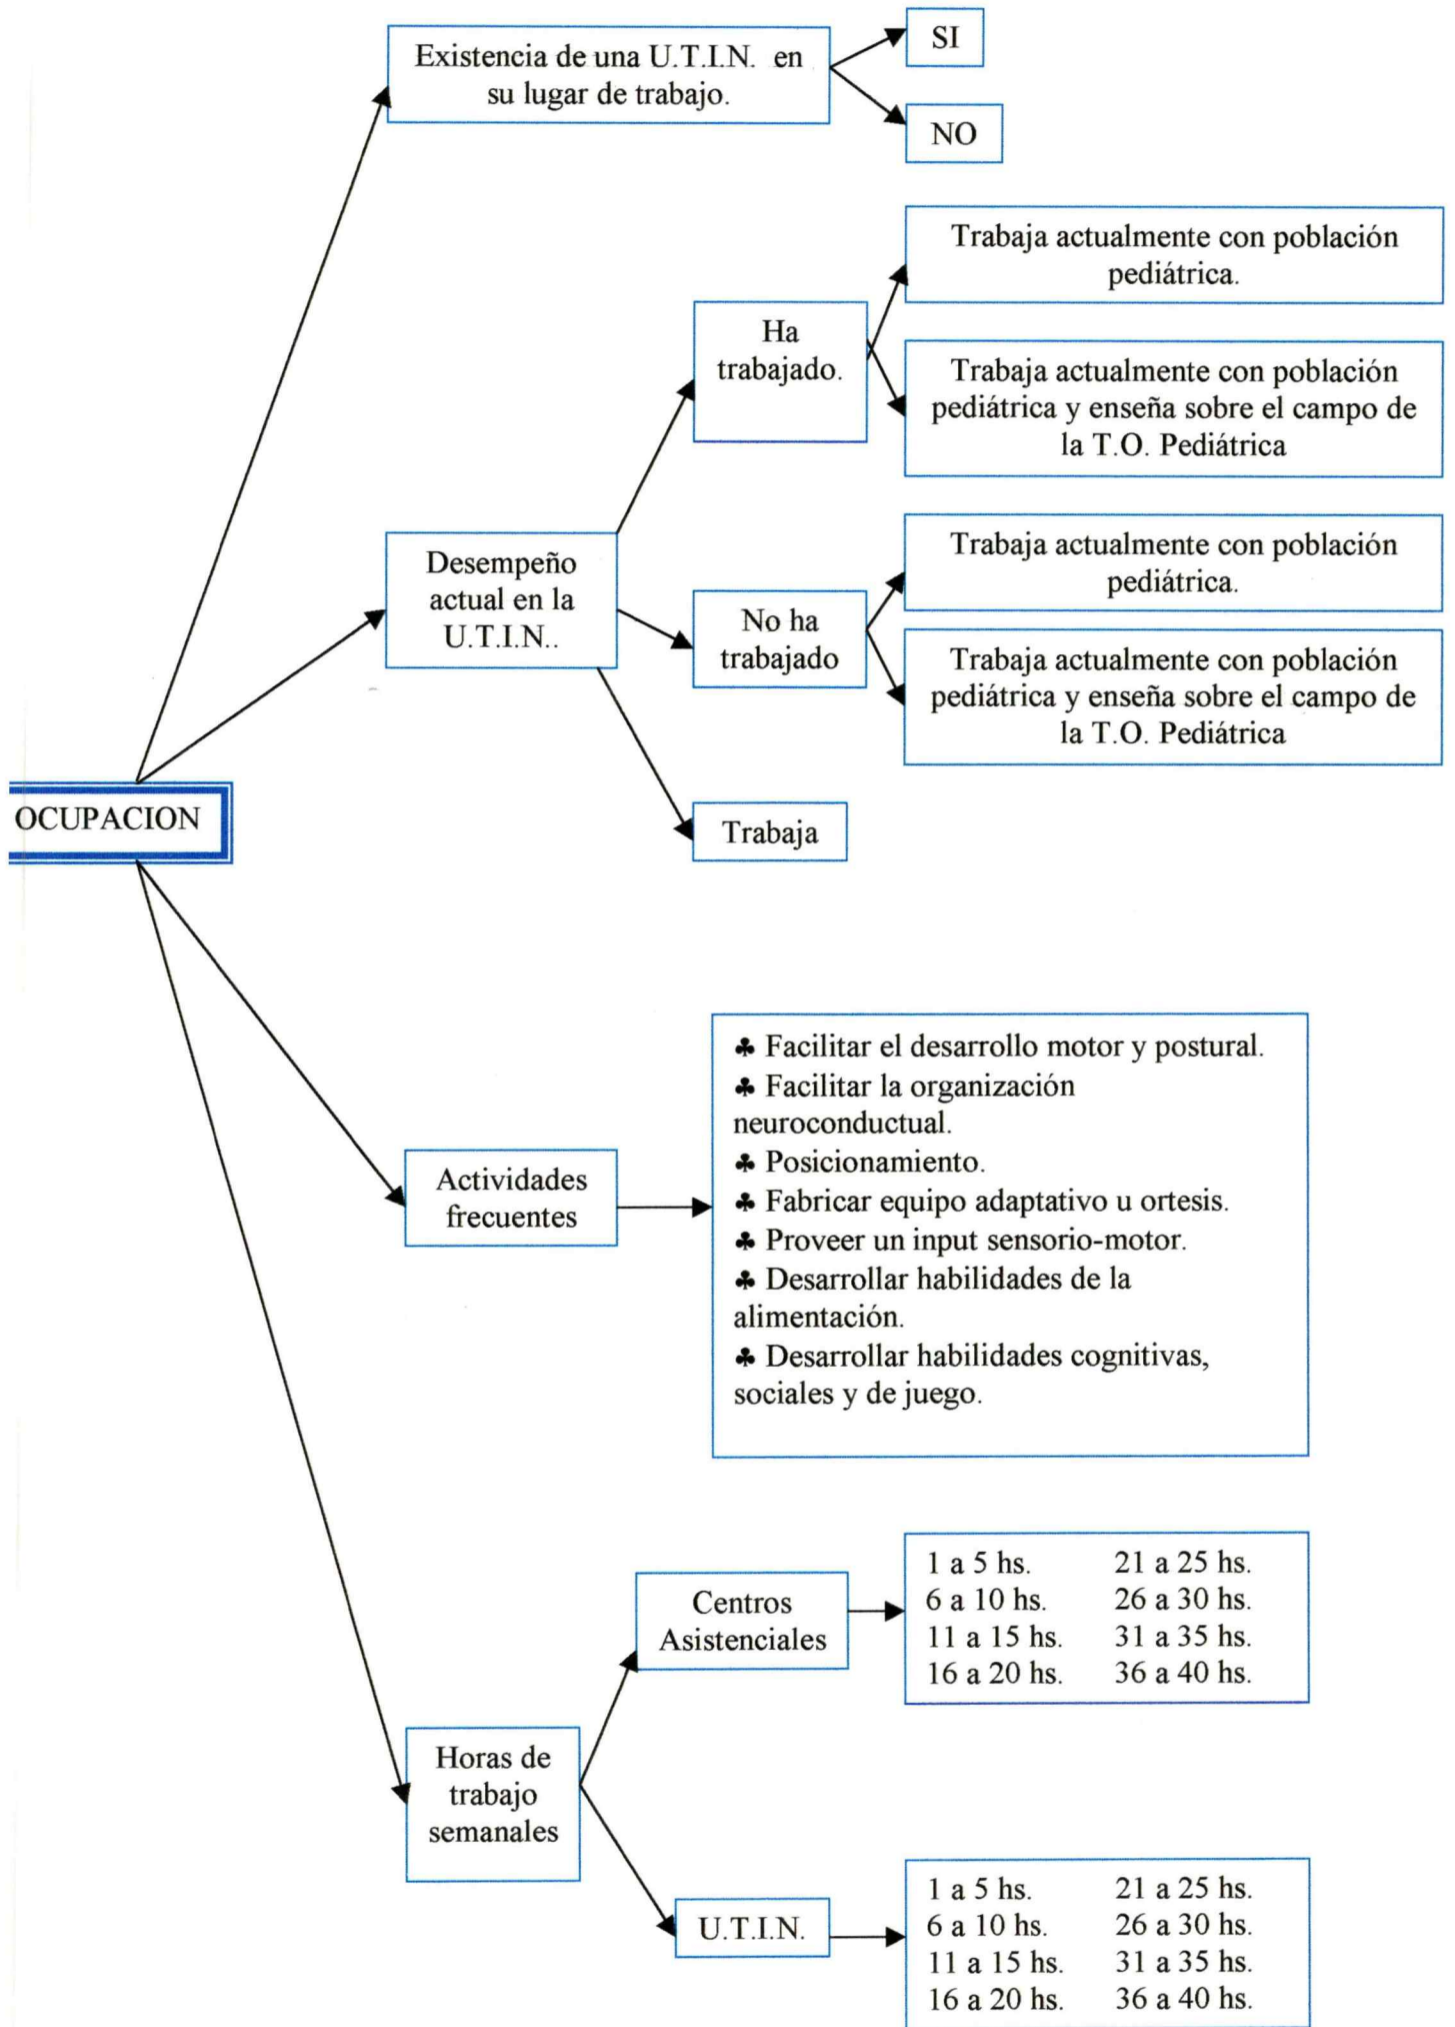 Existencia de una U.T.I.N. en
su lugar de trabajo.
SI
NO
Desempeño
actual en la
U.T.I.N..
Ha
trabajado.
Trabaja actualmente con población
pediátrica.
Trabaja actualmente con población
pediátrica y enseña sobre el campo de
la T.O. Pediátrica
No ha
trabajado
Trabaja actualmente con población
pediátrica.
Trabaja actualmente con población
pediátrica y enseña sobre el campo de
la T.O. Pediátrica
Trabaja
OCUPACION
Actividades
frecuentes
♣ Facilitar el desarrollo motor y postural.
♣ Facilitar la organización
neuroconductual.
♣ Posicionamiento.
♣ Fabricar equipo adaptativo u ortesis.
♣ Proveer un input sensorio-motor.
♣ Desarrollar habilidades de la
alimentación.
♣ Desarrollar habilidades cognitivas,
sociales y de juego.
Horas de
trabajo
semanales
Centros
Asistenciales
1 a 5 hs. 21 a 25 hs.
6 a 10 hs. 26 a 30 hs.
11 a 15 hs. 31 a 35 hs.
16 a 20 hs. 36 a 40 hs.
U.T.I.N.
1 a 5 hs. 21 a 25 hs.
6 a 10 hs. 26 a 30 hs.
11 a 15 hs. 31 a 35 hs.
16 a 20 hs. 36 a 40 hs.